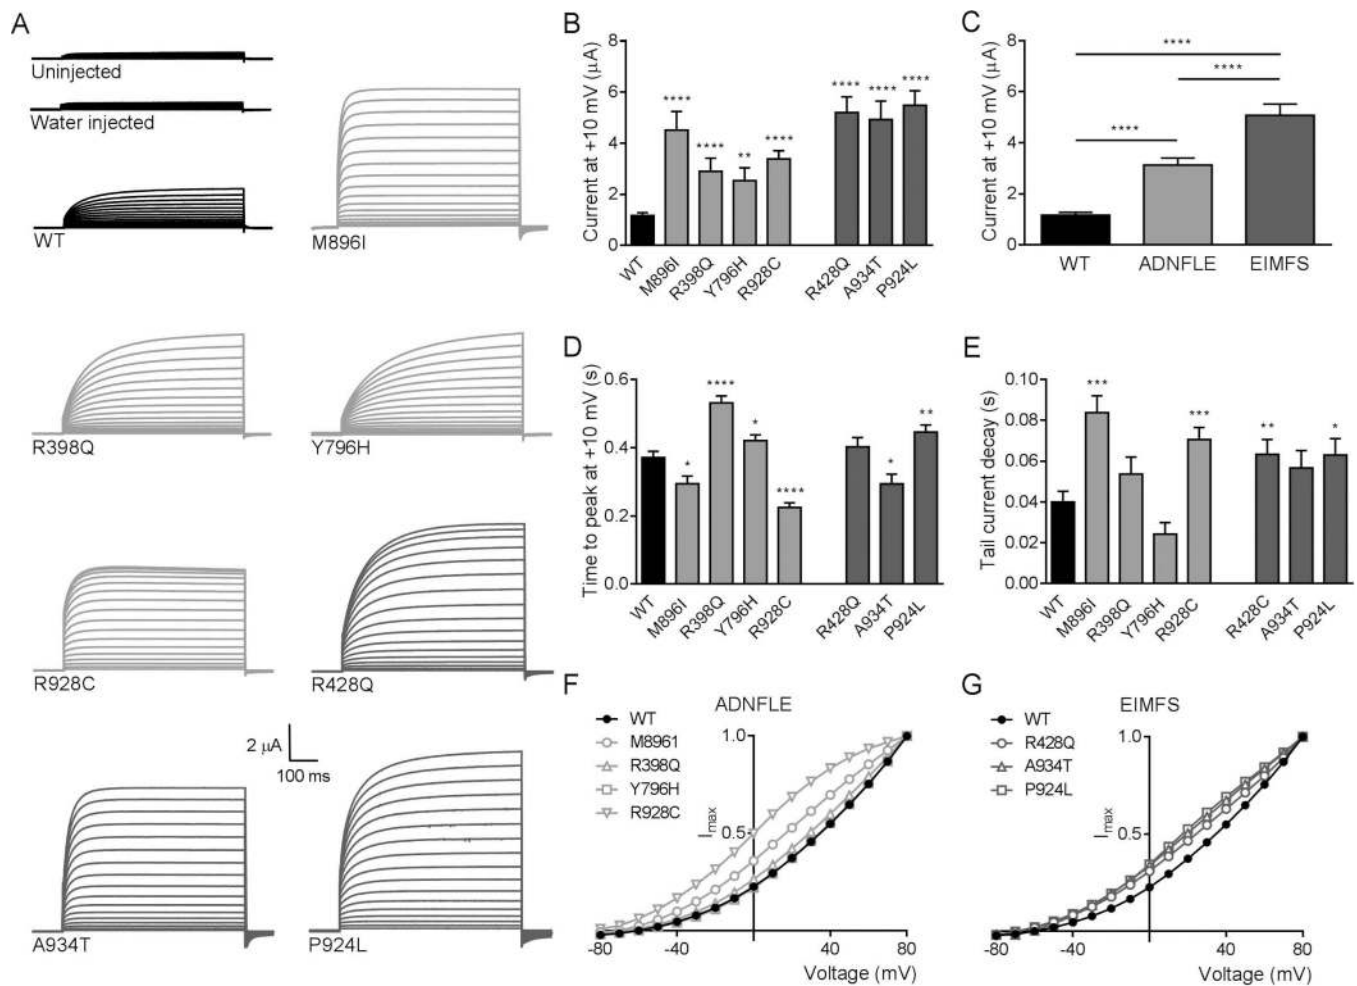 A
Uninjected
Water injected
WT
M896I
R398Q
Y796H
R928C
R428Q
2 µA
100 ms
A934T
P924L
B
Current at +10 mV (µA)
8
6
4
2
0
**** **** ** **** **** **** ****
WT M896I R398Q Y796H R928C R428Q A934T P924L
C
Current at +10 mV (µA)
8
6
4
2
0
****
****
****
WT ADNFLE EIMFS
D
Time to peak at +10 mV (s)
0.6
0.4
0.2
0.0
* **** * **** * **
WT M896I R398Q Y796H R928C R428Q A934T P924L
E
Tail current decay (s)
0.10
0.08
0.06
0.04
0.02
0.00
*** *** ** *
WT M896I R398Q Y796H R928C R428C A934T P924L
F
ADNFLE
WT
M8961
R398Q
Y796H
R928C
1.0
0.5
Imax
-80 -40 40 80
Voltage (mV)
G
EIMFS
WT
R428Q
A934T
P924L
1.0
0.5
Imax
-80 -40 40 80
Voltage (mV)